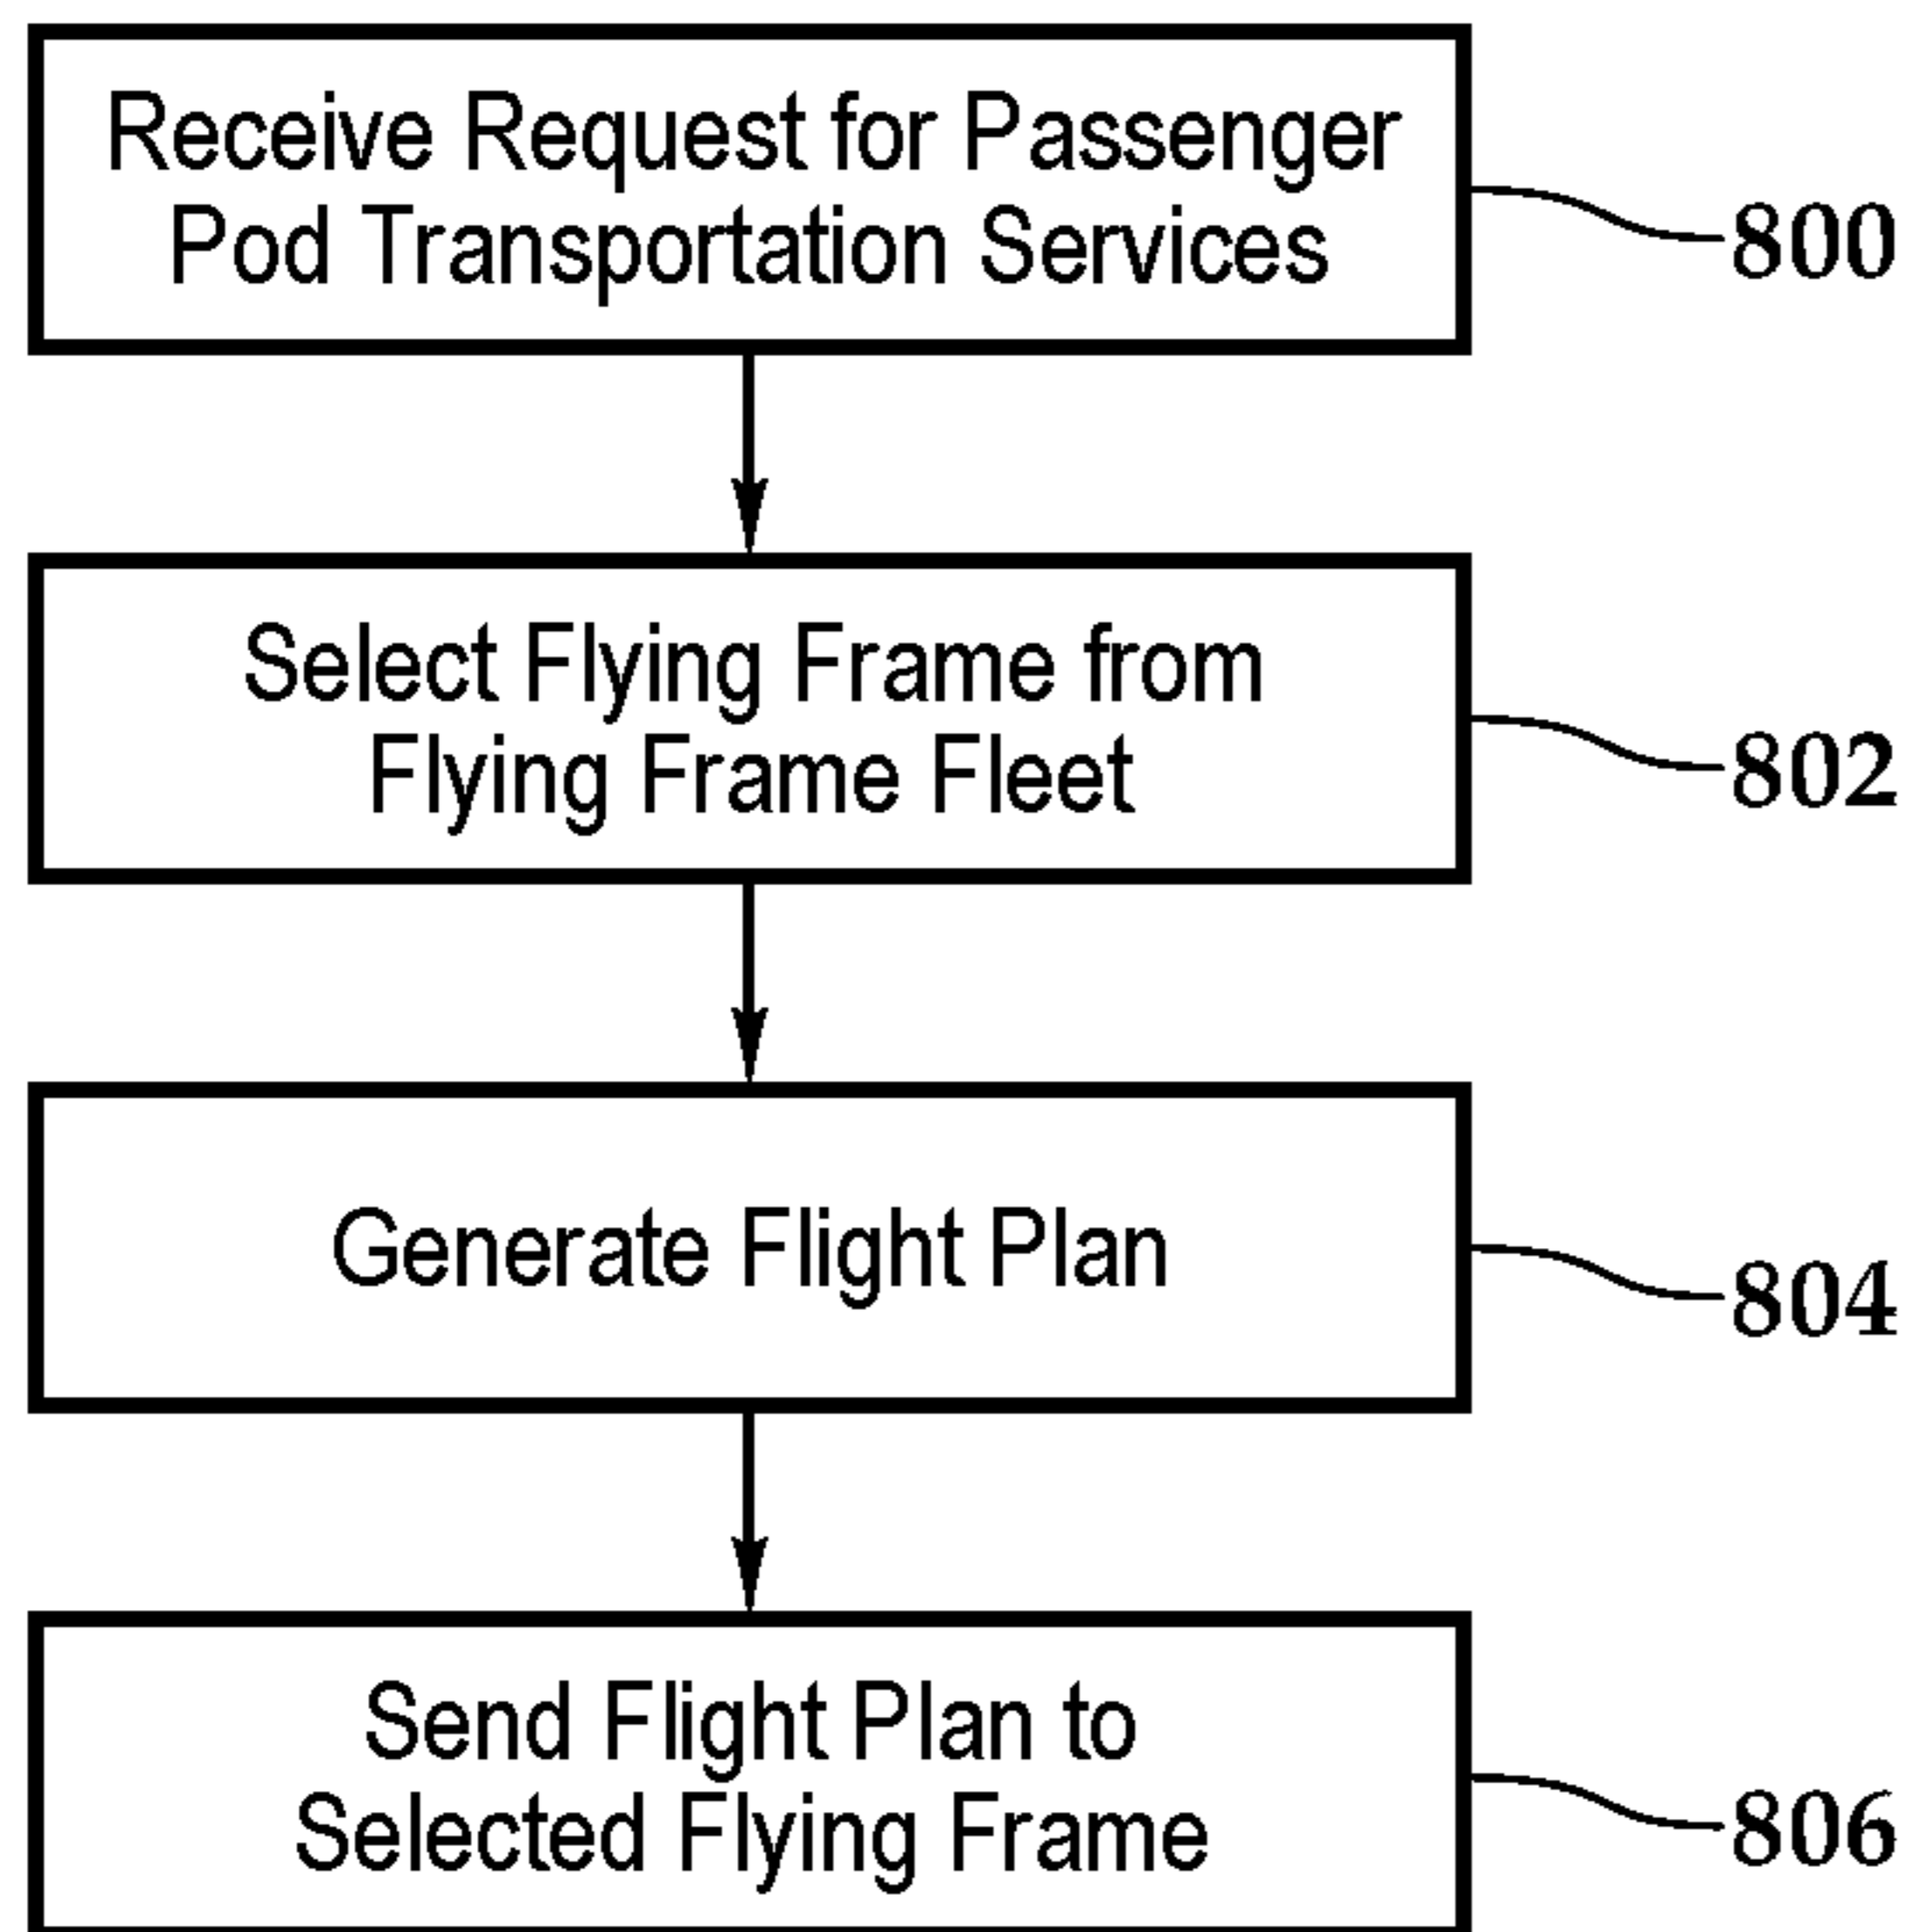 Receive Request for Passenger
Pod Transportation Services
800
Select Flying Frame from
Flying Frame Fleet
802
Generate Flight Plan
804
Send Flight Plan to
Selected Flying Frame
806